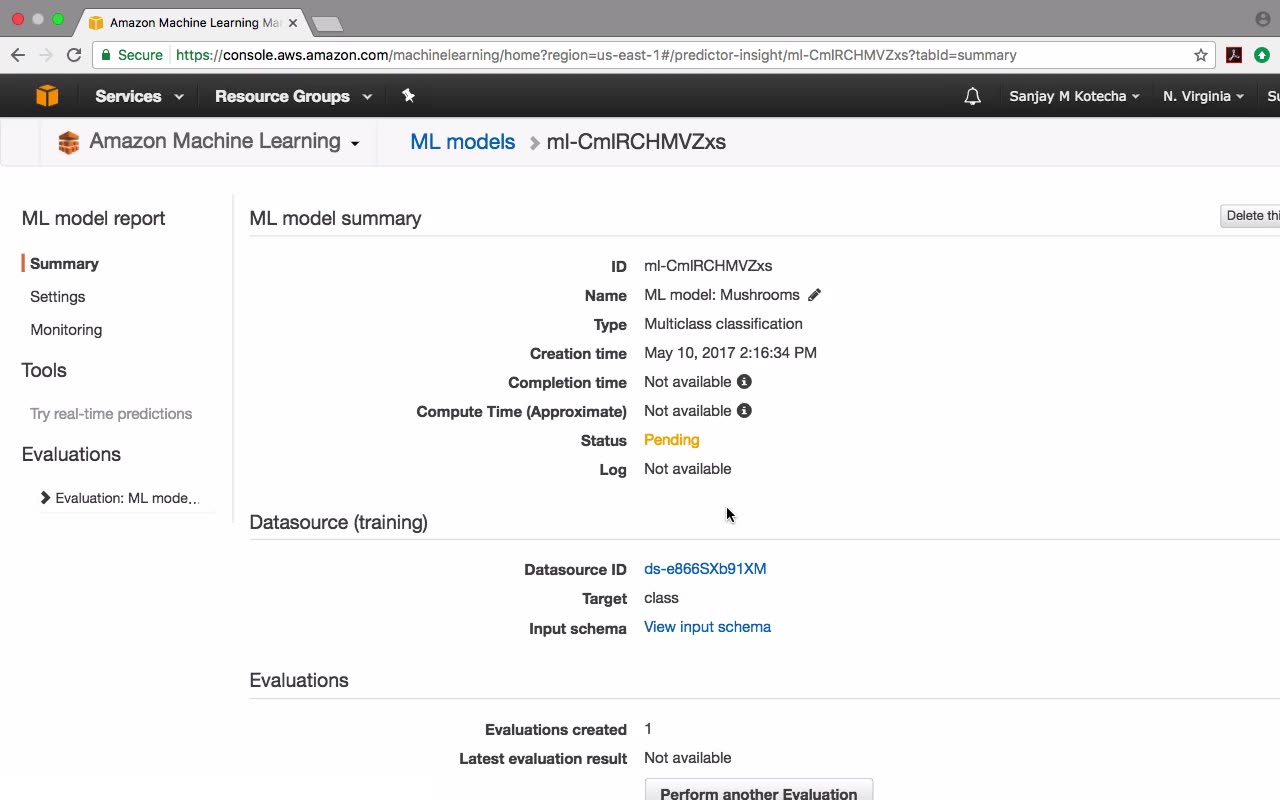 Amazon Machine Learning Ma
Secure https://console.aws.amazon.com/machinelearning/home?region=us-east-1#/predictor-insight/ml-CmlRCHMVZxs?tabId=summary
Services Resource Groups Sanjay M Kotecha N. Virginia Su
Amazon Machine Learning ML models ml-CmlRCHMVZxs
ML model report
Summary
Settings
Monitoring
Tools
Try real-time predictions
Evaluations
Evaluation: ML mode...
ML model summary
Delete thi
ID ml-CmlRCHMVZxs
Name ML model: Mushrooms
Type Multiclass classification
Creation time May 10, 2017 2:16:34 PM
Completion time Not available
Compute Time (Approximate) Not available
Status Pending
Log Not available
Datasource (training)
Datasource ID ds-e866SXb91XM
Target class
Input schema View input schema
Evaluations
Evaluations created 1
Latest evaluation result Not available
Perform another Evaluation